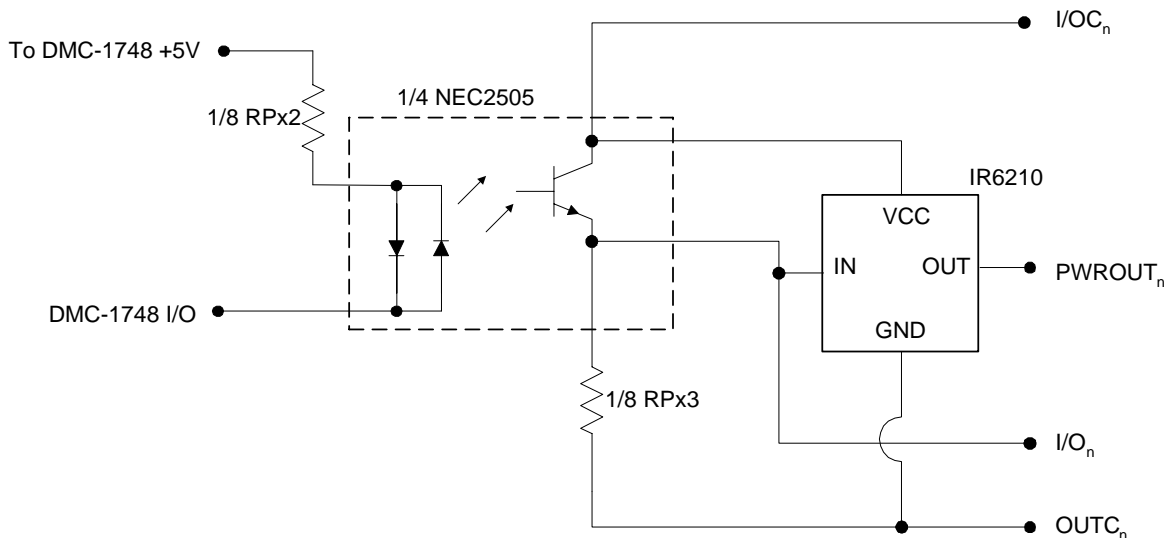 I/OCn
To DMC-1748 +5V
1/4 NEC2505
1/8 RPx2
IR6210
VCC
IN
OUT
PWROUTn
DMC-1748 I/O
GND
1/8 RPx3
I/On
OUTCn